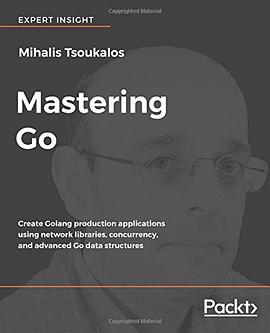 EXPERT INSIGHT
Mihalis Tsoukalos
Mastering
Go
Create Golang production applications
using network libraries, concurrency,
and advanced Go data structures
Packt>